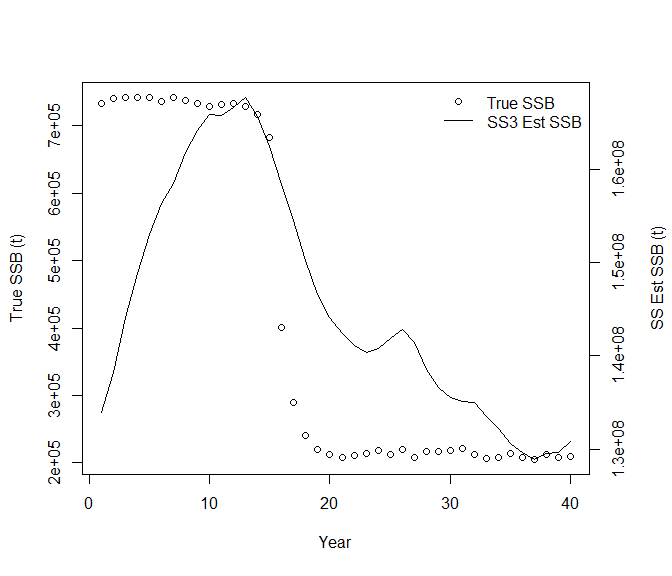 True SSB
SS3 Est SSB
True SSB (t)
7e+05
6e+05
5e+05
4e+05
3e+05
2e+05
SS Est SSB (t)
1.6e+08
1.5e+08
1.4e+08
1.3e+08
0 10 20 30 40
Year